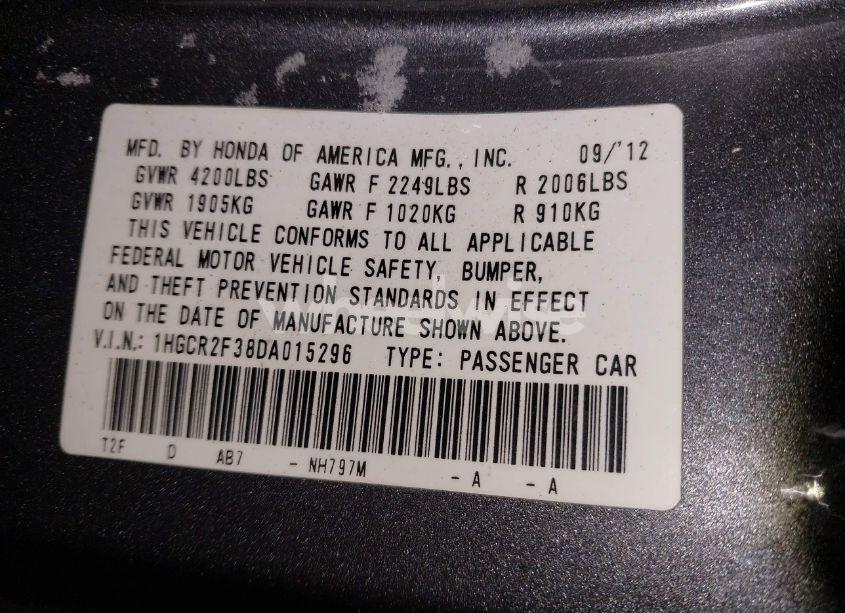 MFD. BY HONDA OF AMERICA MFG., INC. 09/'12
GVWR 4200LBS GAWR F 2249LBS R 2006LBS
GVWR 1905KG GAWR F 1020KG R 910KG
THIS VEHICLE CONFORMS TO ALL APPLICABLE
FEDERAL MOTOR VEHICLE SAFETY, BUMPER,
AND THEFT PREVENTION STANDARDS IN EFFECT
ON THE DATE OF MANUFACTURE SHOWN ABOVE.
V.I.N.: 1HGCR2F38DA015296 TYPE: PASSENGER CAR
T2F D AB7 - NH797M - A - A